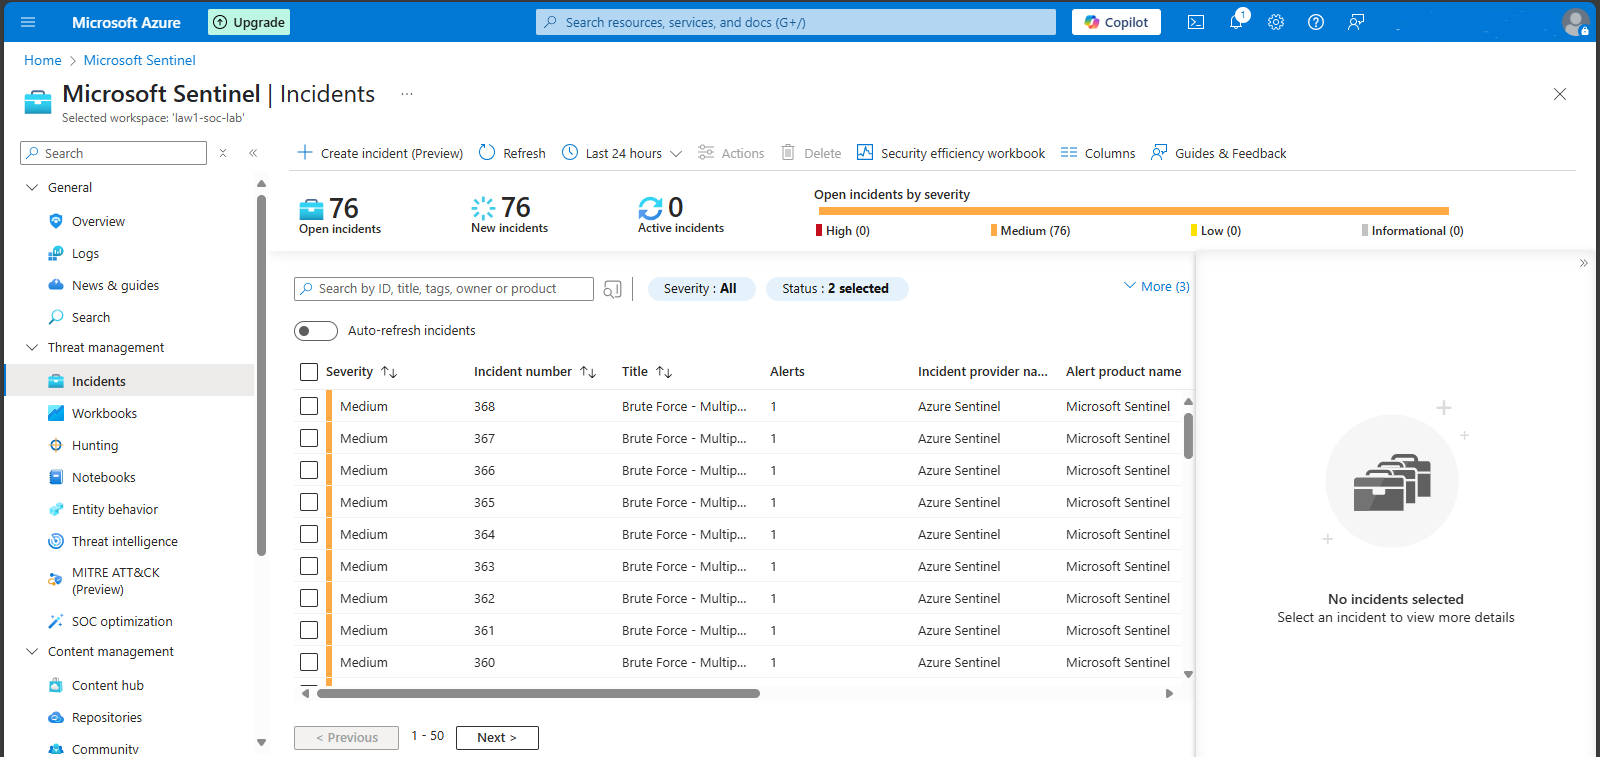 Microsoft Azure
Upgrade
Search resources, services, and docs (G+/)
Copilot
1
Home > Microsoft Sentinel
Microsoft Sentinel | Incidents ...
Selected workspace: 'law1-soc-lab'
Search
General
Overview
Logs
News & guides
Search
Threat management
Incidents
Workbooks
Hunting
Notebooks
Entity behavior
Threat intelligence
MITRE ATT&CK
(Preview)
SOC optimization
Content management
Content hub
Repositories
Community
Create incident (Preview) Refresh Last 24 hours Actions Delete Security efficiency workbook Columns Guides & Feedback
76
Open incidents
76
New incidents
0
Active incidents
Open incidents by severity
High (0) Medium (76) Low (0) Informational (0)
Search by ID, title, tags, owner or product
Severity : All
Status : 2 selected
More (3)
Auto-refresh incidents
Severity Incident number Title Alerts Incident provider na... Alert product name
Medium 368 Brute Force - Multip... 1 Azure Sentinel Microsoft Sentinel
Medium 367 Brute Force - Multip... 1 Azure Sentinel Microsoft Sentinel
Medium 366 Brute Force - Multip... 1 Azure Sentinel Microsoft Sentinel
Medium 365 Brute Force - Multip... 1 Azure Sentinel Microsoft Sentinel
Medium 364 Brute Force - Multip... 1 Azure Sentinel Microsoft Sentinel
Medium 363 Brute Force - Multip... 1 Azure Sentinel Microsoft Sentinel
Medium 362 Brute Force - Multip... 1 Azure Sentinel Microsoft Sentinel
Medium 361 Brute Force - Multip... 1 Azure Sentinel Microsoft Sentinel
Medium 360 Brute Force - Multip... 1 Azure Sentinel Microsoft Sentinel
< Previous 1 - 50 Next >
No incidents selected
Select an incident to view more details